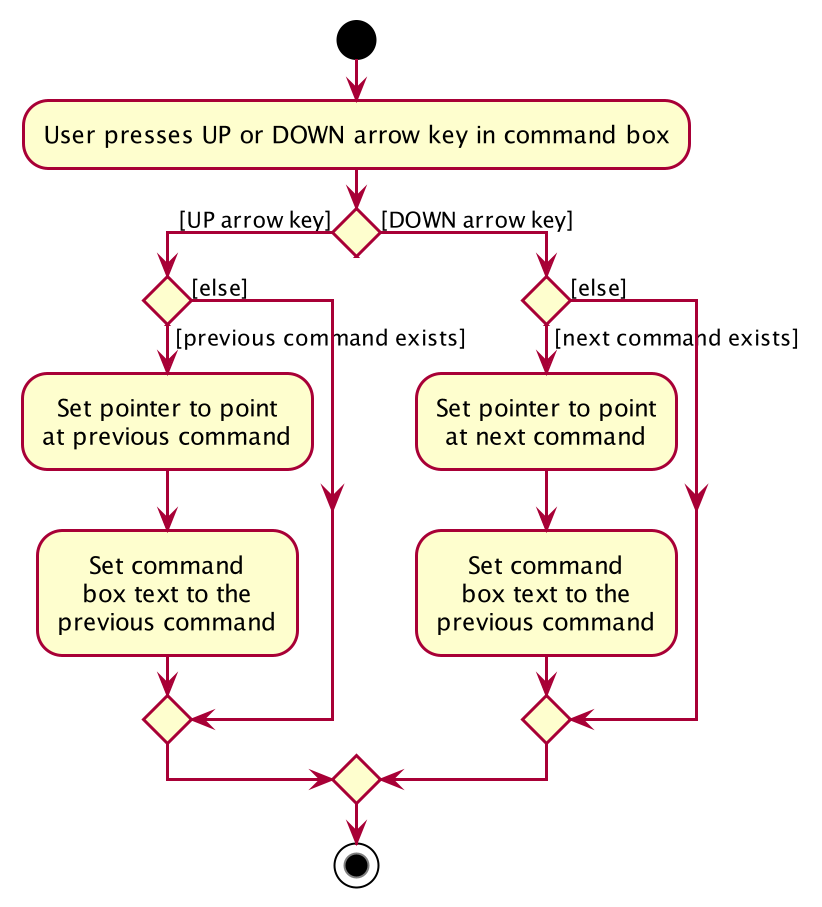 User presses UP or DOWN arrow key in command box
[UP arrow key]
[DOWN arrow key]
[else]
[previous command exists]
Set pointer to point
at previous command
Set command
box text to the
previous command
[else]
[next command exists]
Set pointer to point
at next command
Set command
box text to the
previous command